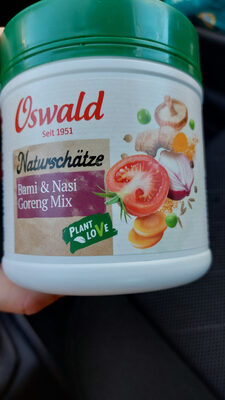 Oswald
Seit 1951
Naturschätze
Bami & Nasi
Goreng Mix
PLANT
LOVE